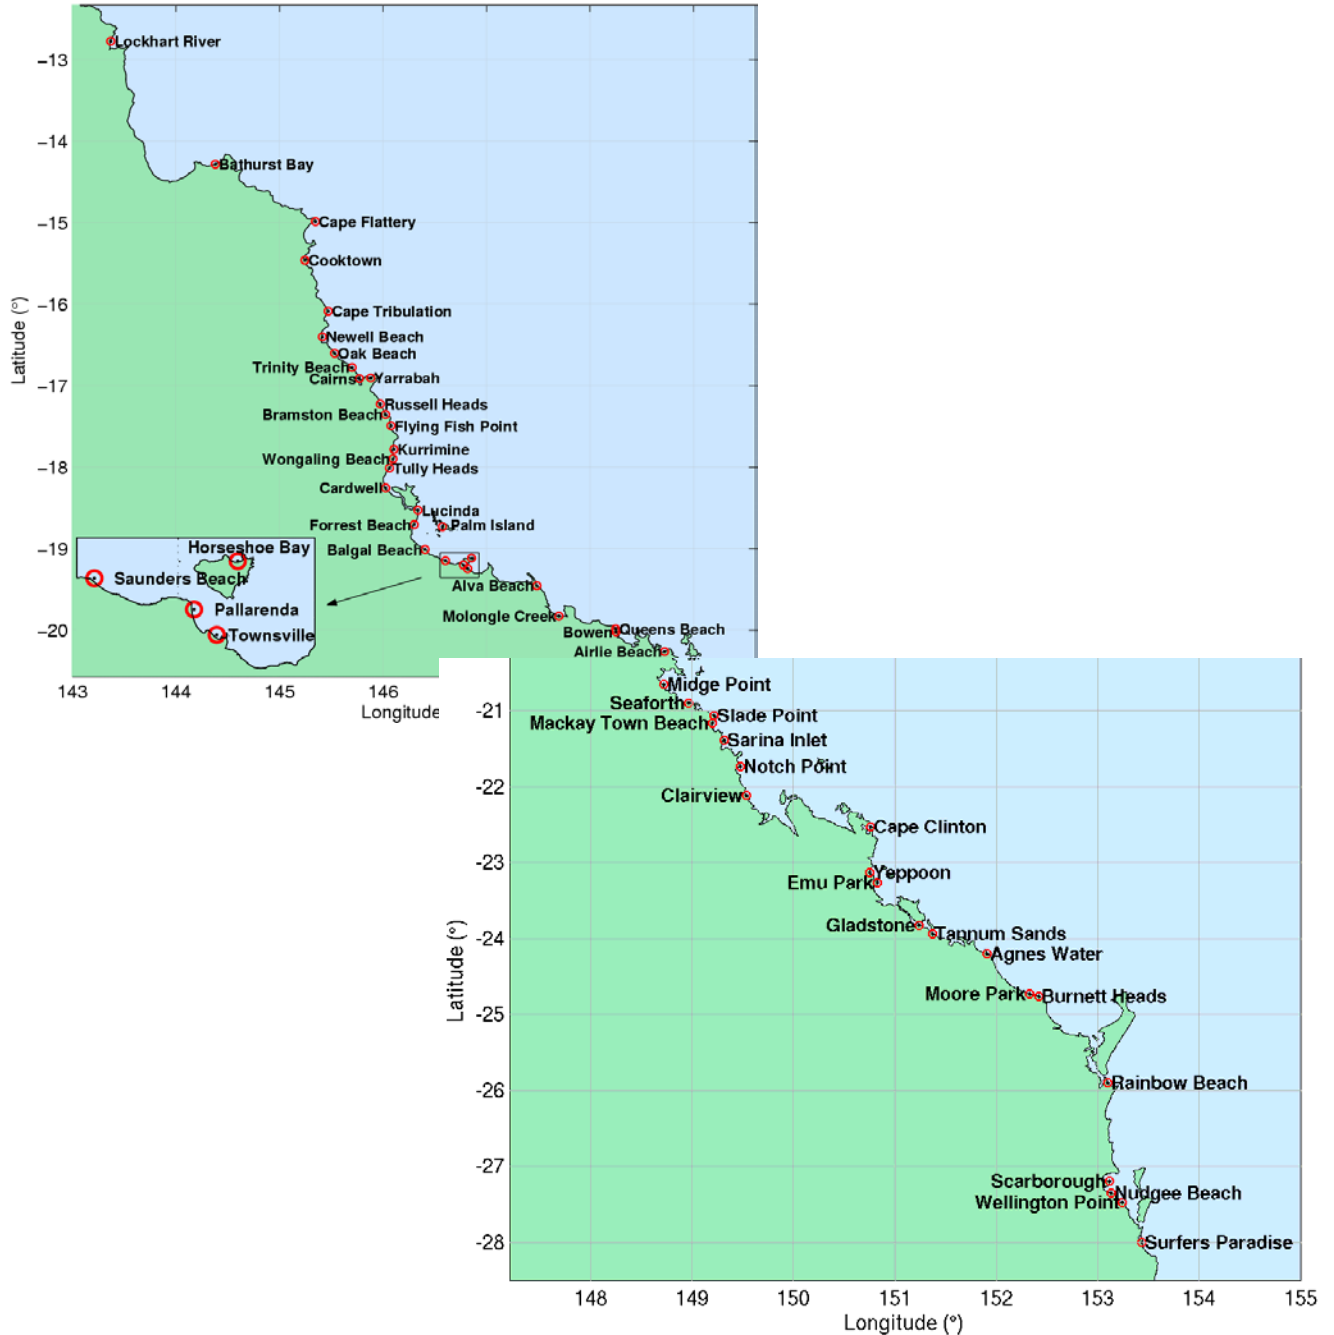 Lockhart River
−13
−14
Bathurst Bay
−15
Cape Flattery
Cooktown
−16
Cape Tribulation
Latitude (°)
Newell Beach
Oak Beach
Trinity Beach
Cairns
Yarrabah
−17
Russell Heads
Bramston Beach
Flying Fish Point
Kurrimine
Wongaling Beach
−18
Tully Heads
Cardwell
Lucinda
Forrest Beach
Palm Island
−19
Balgal Beach
Horseshoe Bay
Saunders Beach
Pallarenda
Townsville
Alva Beach
Molongle Creek
−20
Bowen
Queens Beach
Airlie Beach
143
144
145
146
Longitude
Midge Point
Seaforth
-21
Slade Point
Mackay Town Beach
Sarina Inlet
Notch Point
-22
Clairview
Cape Clinton
-23
Yeppoon
Emu Park
Gladstone
Tannum Sands
-24
Agnes Water
Latitude (°)
Moore Park
Burnett Heads
-25
Rainbow Beach
-26
-27
Scarborough
Nudgee Beach
Wellington Point
-28
Surfers Paradise
148
149
150
151
152
153
154
155
Longitude (°)